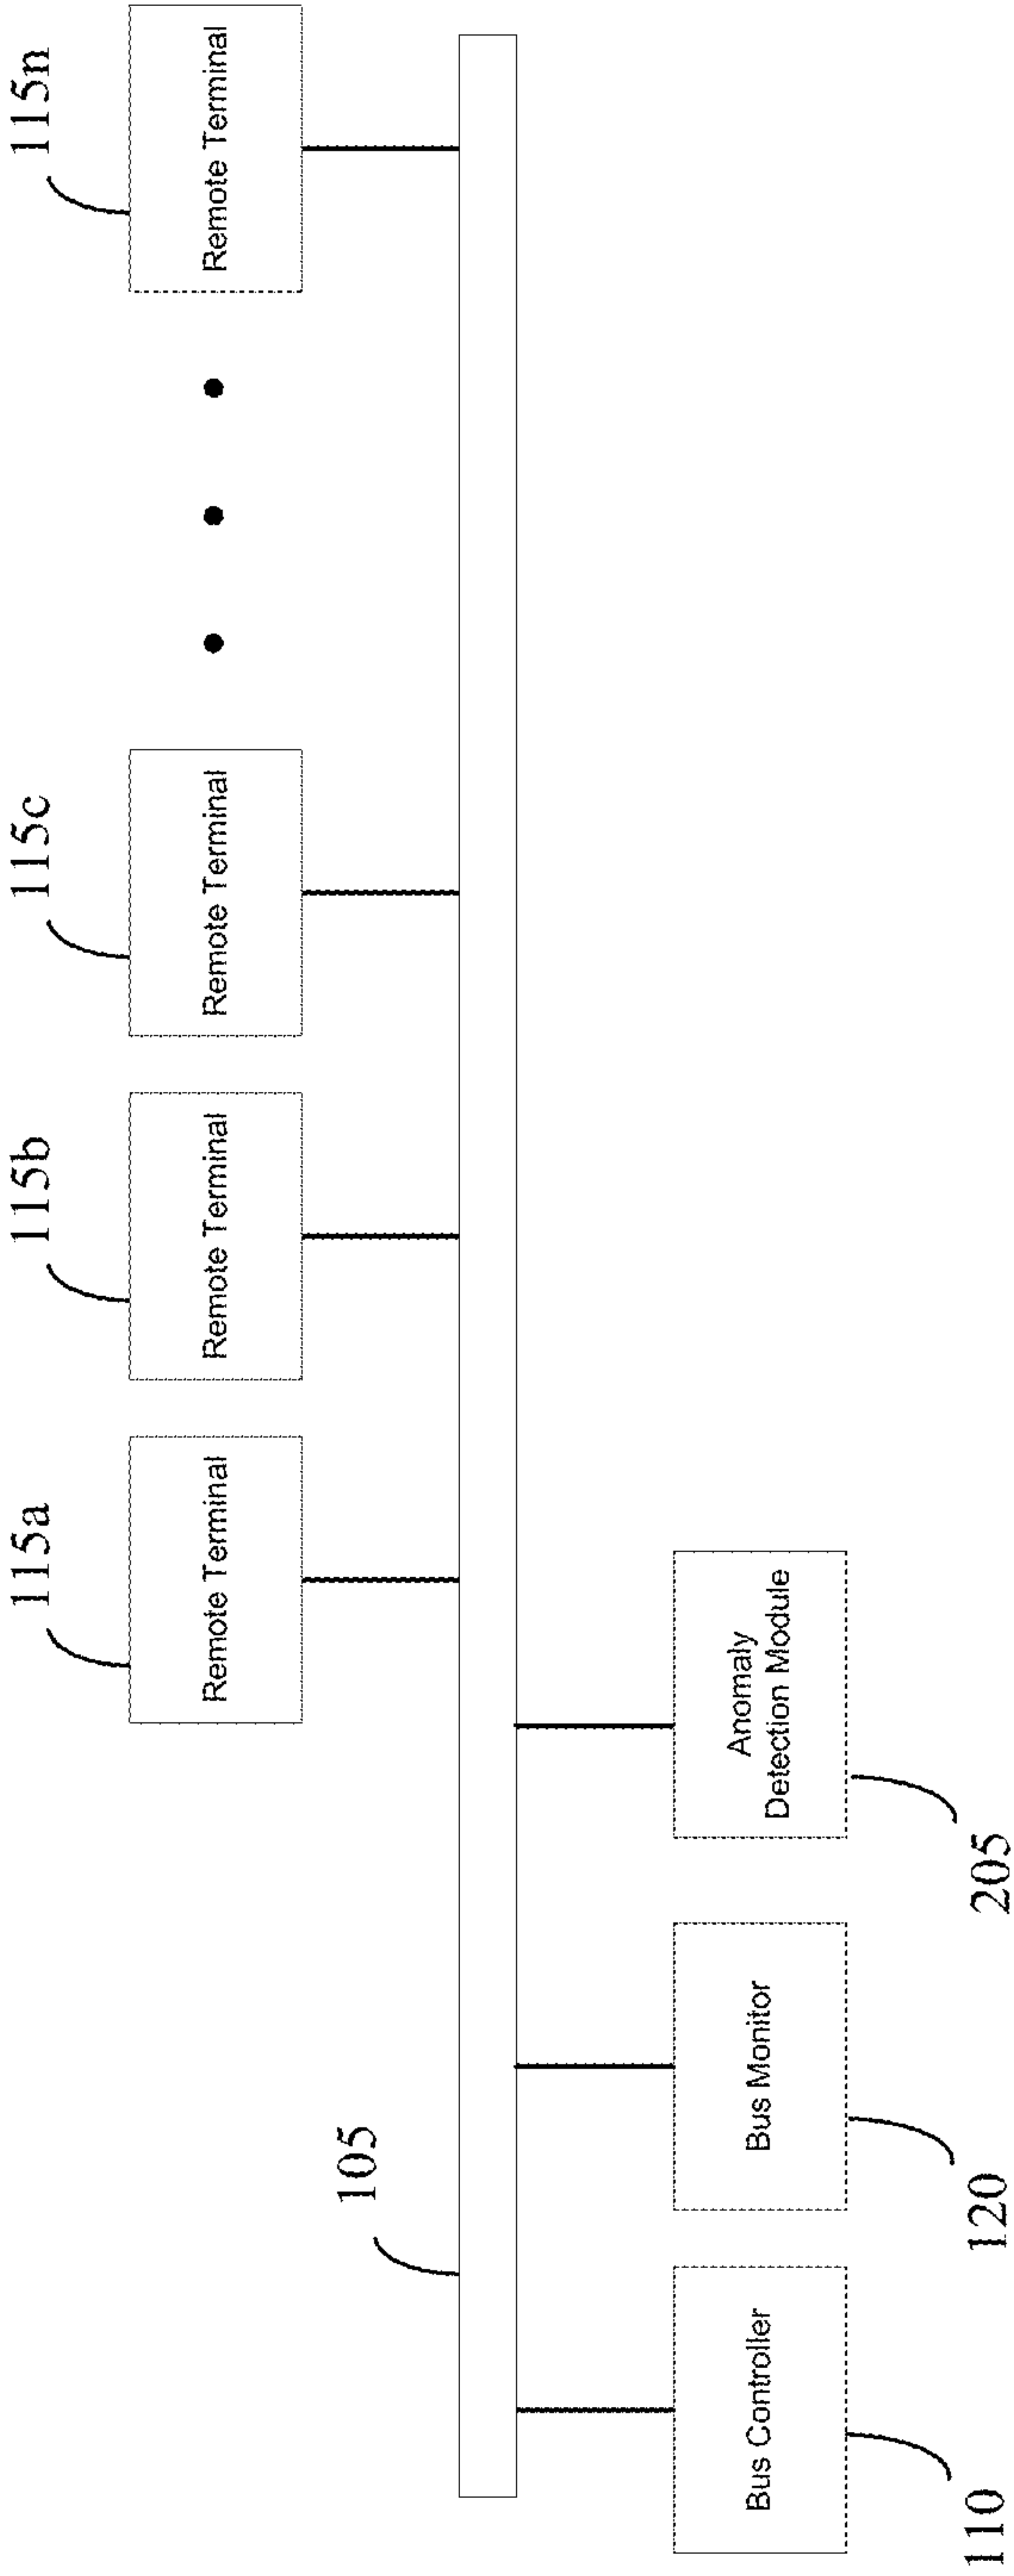 115a
115b
115c
115n
Remote Terminal
Remote Terminal
Remote Terminal
Remote Terminal
105
Bus Controller
Bus Monitor
Anomaly
Detection Module
110
120
205